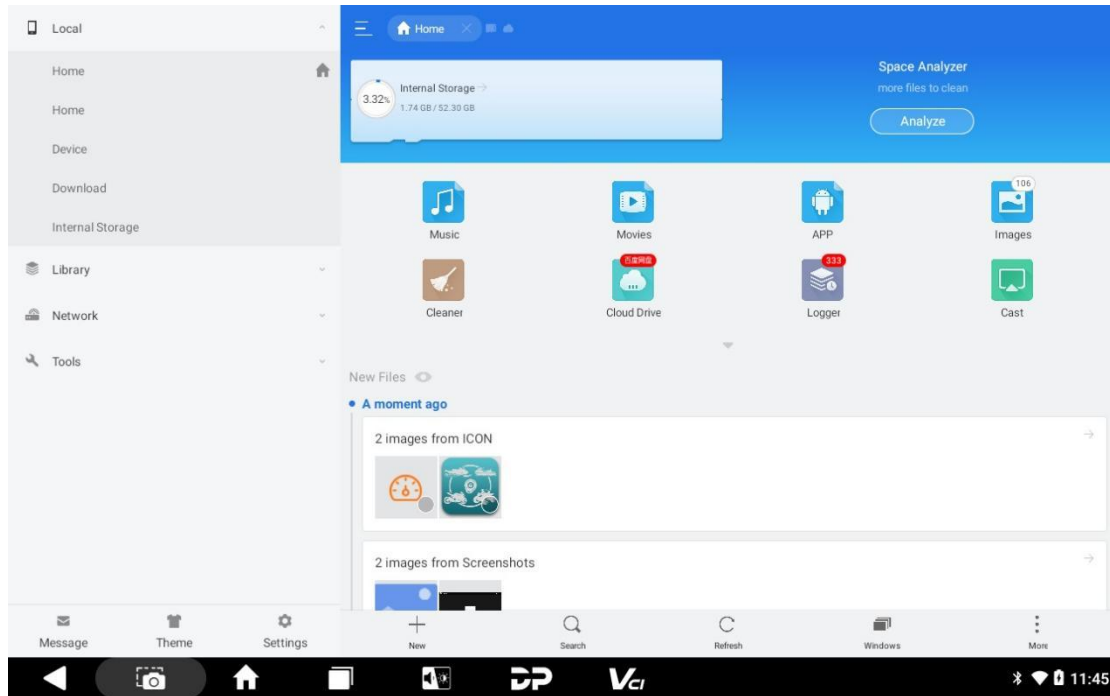 Local
Home
Home
Device
Download
Internal Storage
Library
Network
Tools
Message
Theme
Settings
Home
3.32%
Internal Storage
1.74 GB / 52.30 GB
Space Analyzer
more files to clean
Analyze
Music
Movies
APP
106
Images
Cleaner
百度网盘
Cloud Drive
333
Logger
Cast
New Files
A moment ago
2 images from ICON
2 images from Screenshots
New
Search
Refresh
Windows
More
DP
VCI
11:45